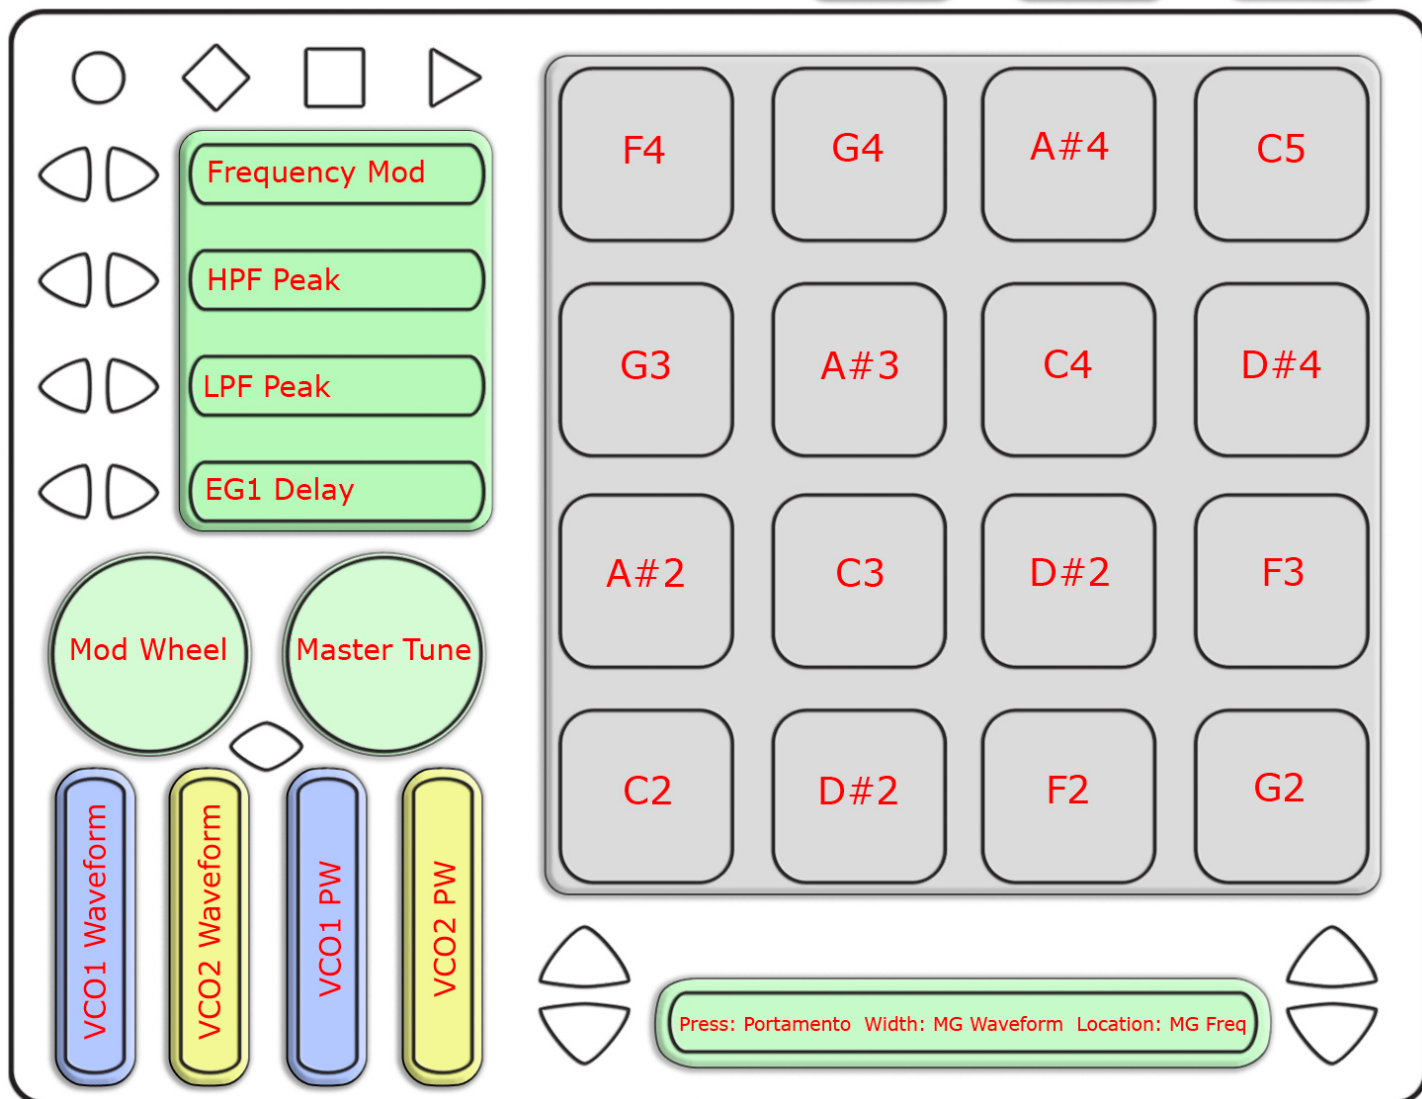 Frequency Mod
HPF Peak
LPF Peak
EG1 Delay
Mod Wheel
Master Tune
VCO1 Waveform
VCO2 Waveform
VCO1 PW
VCO2 PW
F4 G4 A#4 C5
G3 A#3 C4 D#4
A#2 C3 D#2 F3
C2 D#2 F2 G2
Press: Portamento Width: MG Waveform Location: MG Freq